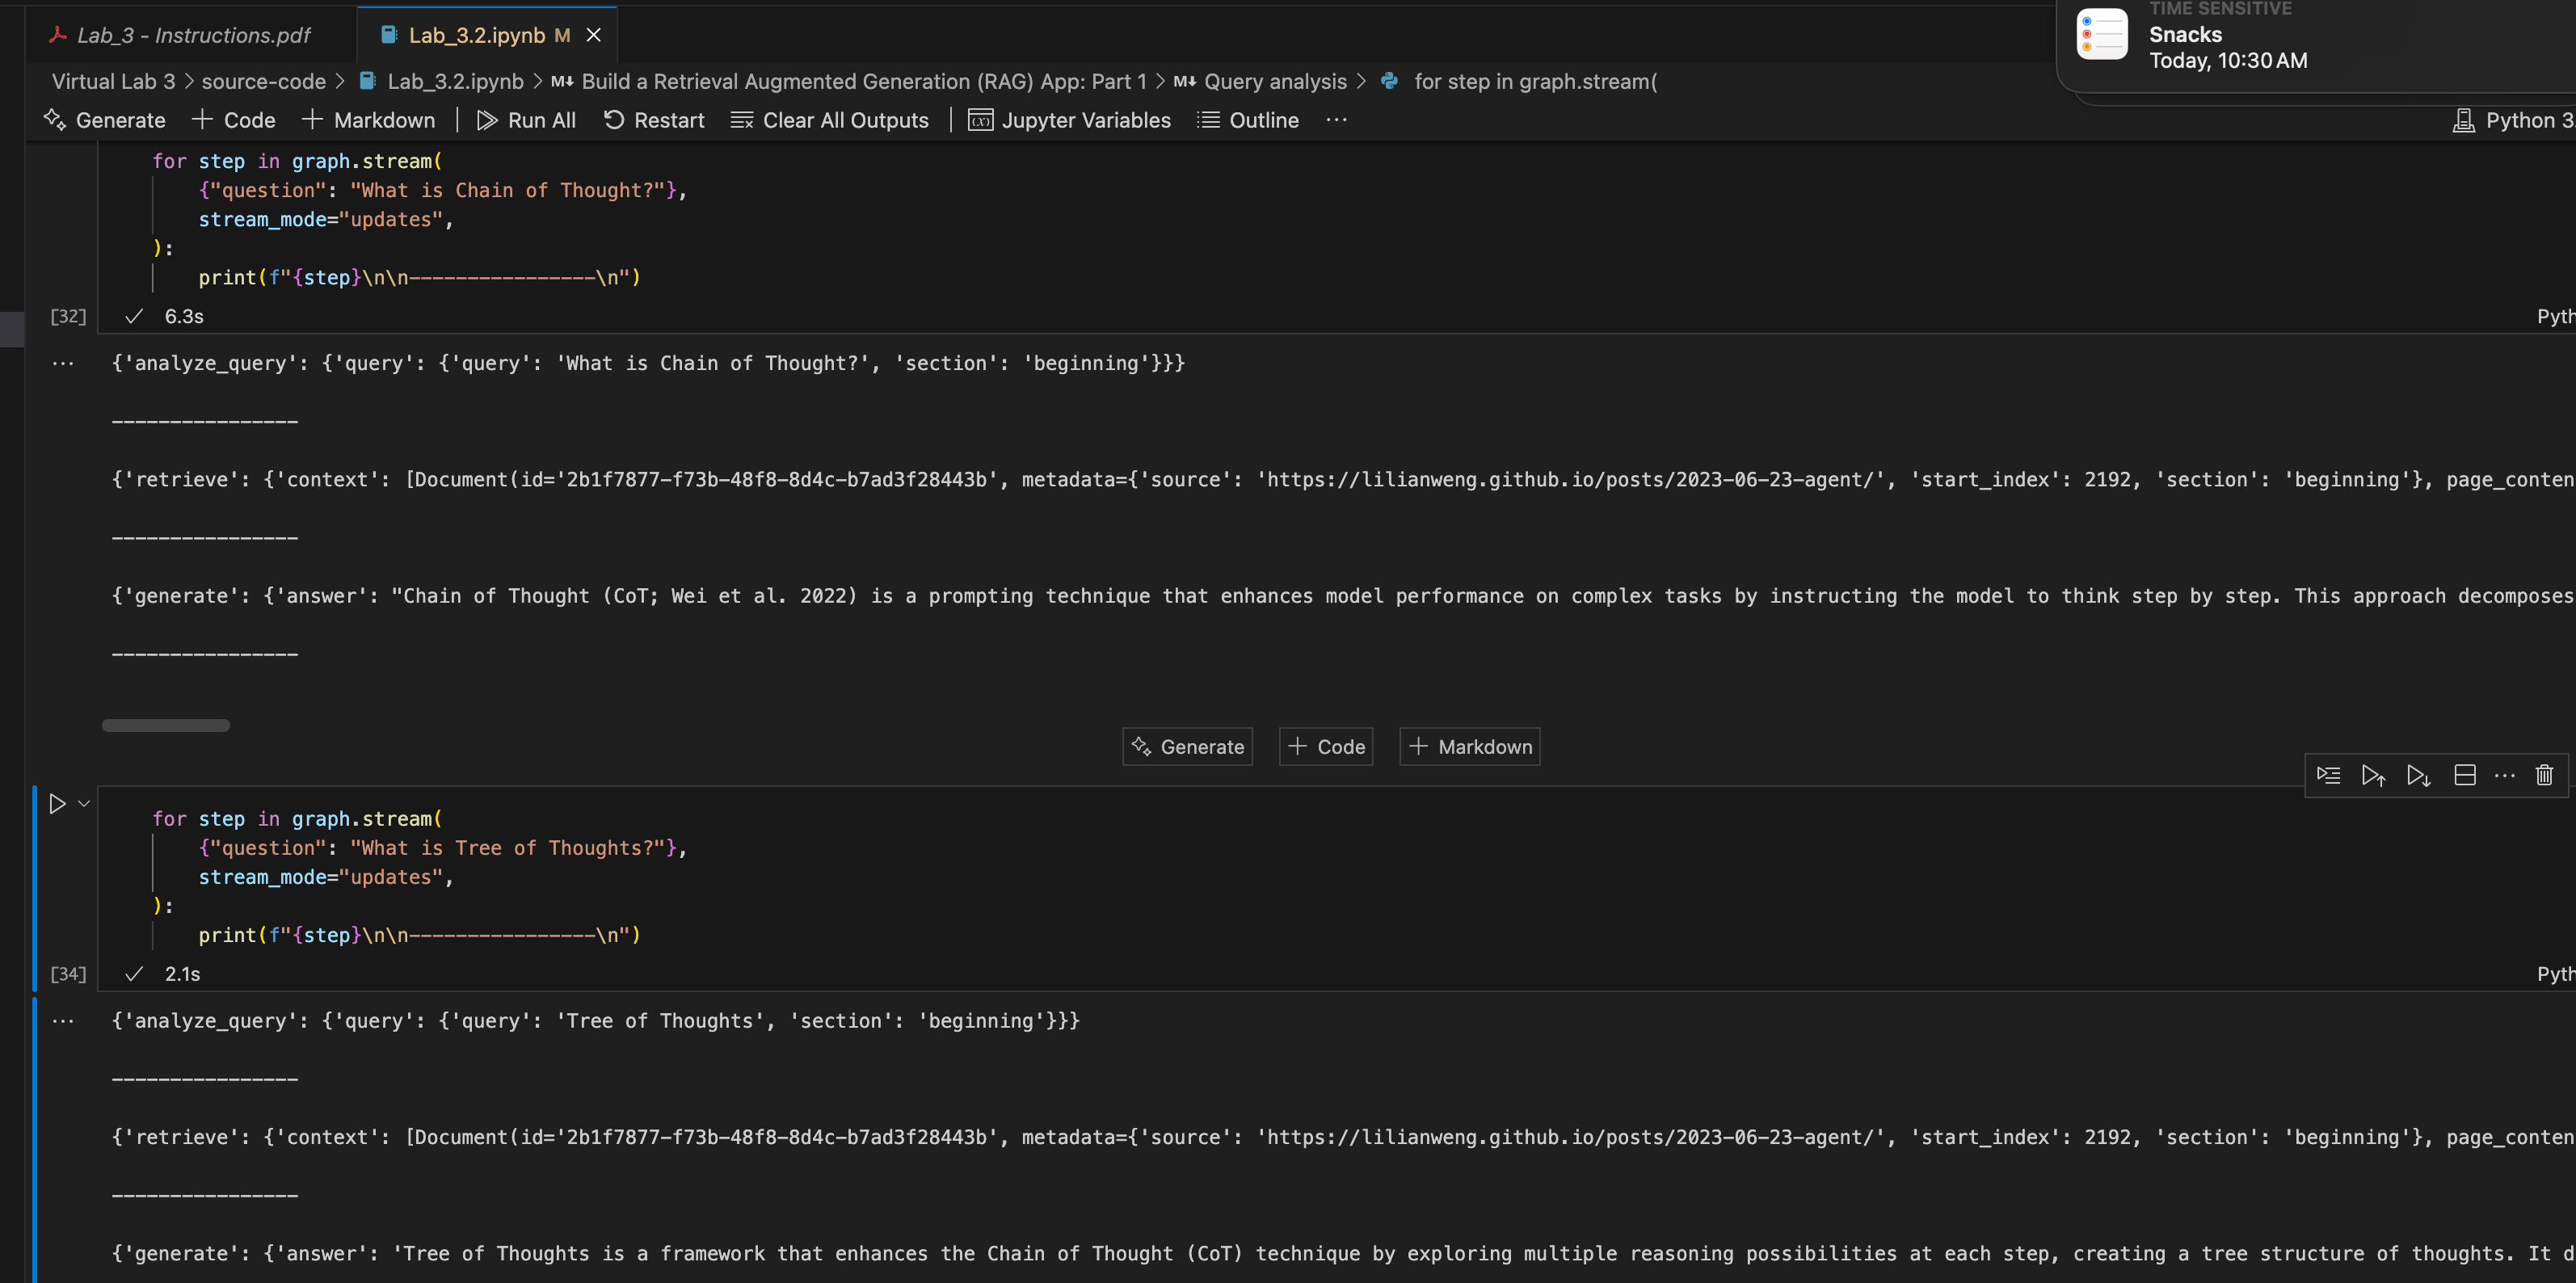 Lab_3 - Instructions.pdf
Lab_3.2.ipynb M
TIME SENSITIVE
Snacks
Today, 10:30 AM
Virtual Lab 3 > source-code > Lab_3.2.ipynb > M↓ Build a Retrieval Augmented Generation (RAG) App: Part 1 > M↓ Query analysis > for step in graph.stream(
Generate + Code + Markdown | Run All Restart Clear All Outputs | Jupyter Variables Outline ... Python 3
for step in graph.stream(
    {"question": "What is Chain of Thought?"},
    stream_mode="updates",
):
    print(f"{step}\n\n----------------\n")
[32] ✓ 6.3s Pyth
... {'analyze_query': {'query': {'query': 'What is Chain of Thought?', 'section': 'beginning'}}}
----------------
{'retrieve': {'context': [Document(id='2b1f7877-f73b-48f8-8d4c-b7ad3f28443b', metadata={'source': 'https://lilianweng.github.io/posts/2023-06-23-agent/', 'start_index': 2192, 'section': 'beginning'}, page_conten
----------------
{'generate': {'answer': "Chain of Thought (CoT; Wei et al. 2022) is a prompting technique that enhances model performance on complex tasks by instructing the model to think step by step. This approach decomposes
----------------
Generate + Code + Markdown
for step in graph.stream(
    {"question": "What is Tree of Thoughts?"},
    stream_mode="updates",
):
    print(f"{step}\n\n----------------\n")
[34] ✓ 2.1s Pyth
... {'analyze_query': {'query': {'query': 'Tree of Thoughts', 'section': 'beginning'}}}
----------------
{'retrieve': {'context': [Document(id='2b1f7877-f73b-48f8-8d4c-b7ad3f28443b', metadata={'source': 'https://lilianweng.github.io/posts/2023-06-23-agent/', 'start_index': 2192, 'section': 'beginning'}, page_conten
----------------
{'generate': {'answer': 'Tree of Thoughts is a framework that enhances the Chain of Thought (CoT) technique by exploring multiple reasoning possibilities at each step, creating a tree structure of thoughts. It d